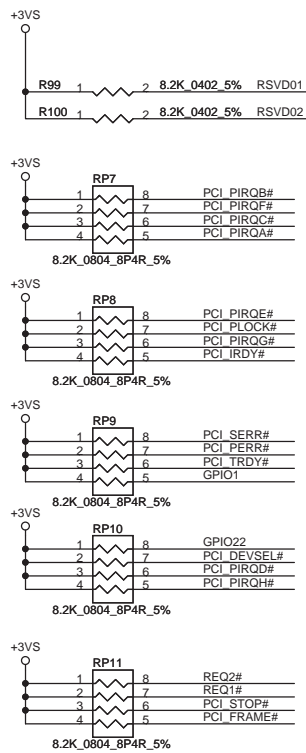 +3VS
R99 1 2 8.2K_0402_5% RSVD01
R100 1 2 8.2K_0402_5% RSVD02
+3VS
RP7
1 8 PCI_PIRQB#
2 7 PCI_PIRQF#
3 6 PCI_PIRQC#
4 5 PCI_PIRQA#
8.2K_0804_8P4R_5%
+3VS
RP8
1 8 PCI_PIRQE#
2 7 PCI_PLOCK#
3 6 PCI_PIRQG#
4 5 PCI_IRDY#
8.2K_0804_8P4R_5%
+3VS
RP9
1 8 PCI_SERR#
2 7 PCI_PERR#
3 6 PCI_TRDY#
4 5 GPIO1
8.2K_0804_8P4R_5%
+3VS
RP10
1 8 GPIO22
2 7 PCI_DEVSEL#
3 6 PCI_PIRQD#
4 5 PCI_PIRQH#
8.2K_0804_8P4R_5%
+3VS
RP11
1 8 REQ2#
2 7 REQ1#
3 6 PCI_STOP#
4 5 PCI_FRAME#
8.2K_0804_8P4R_5%